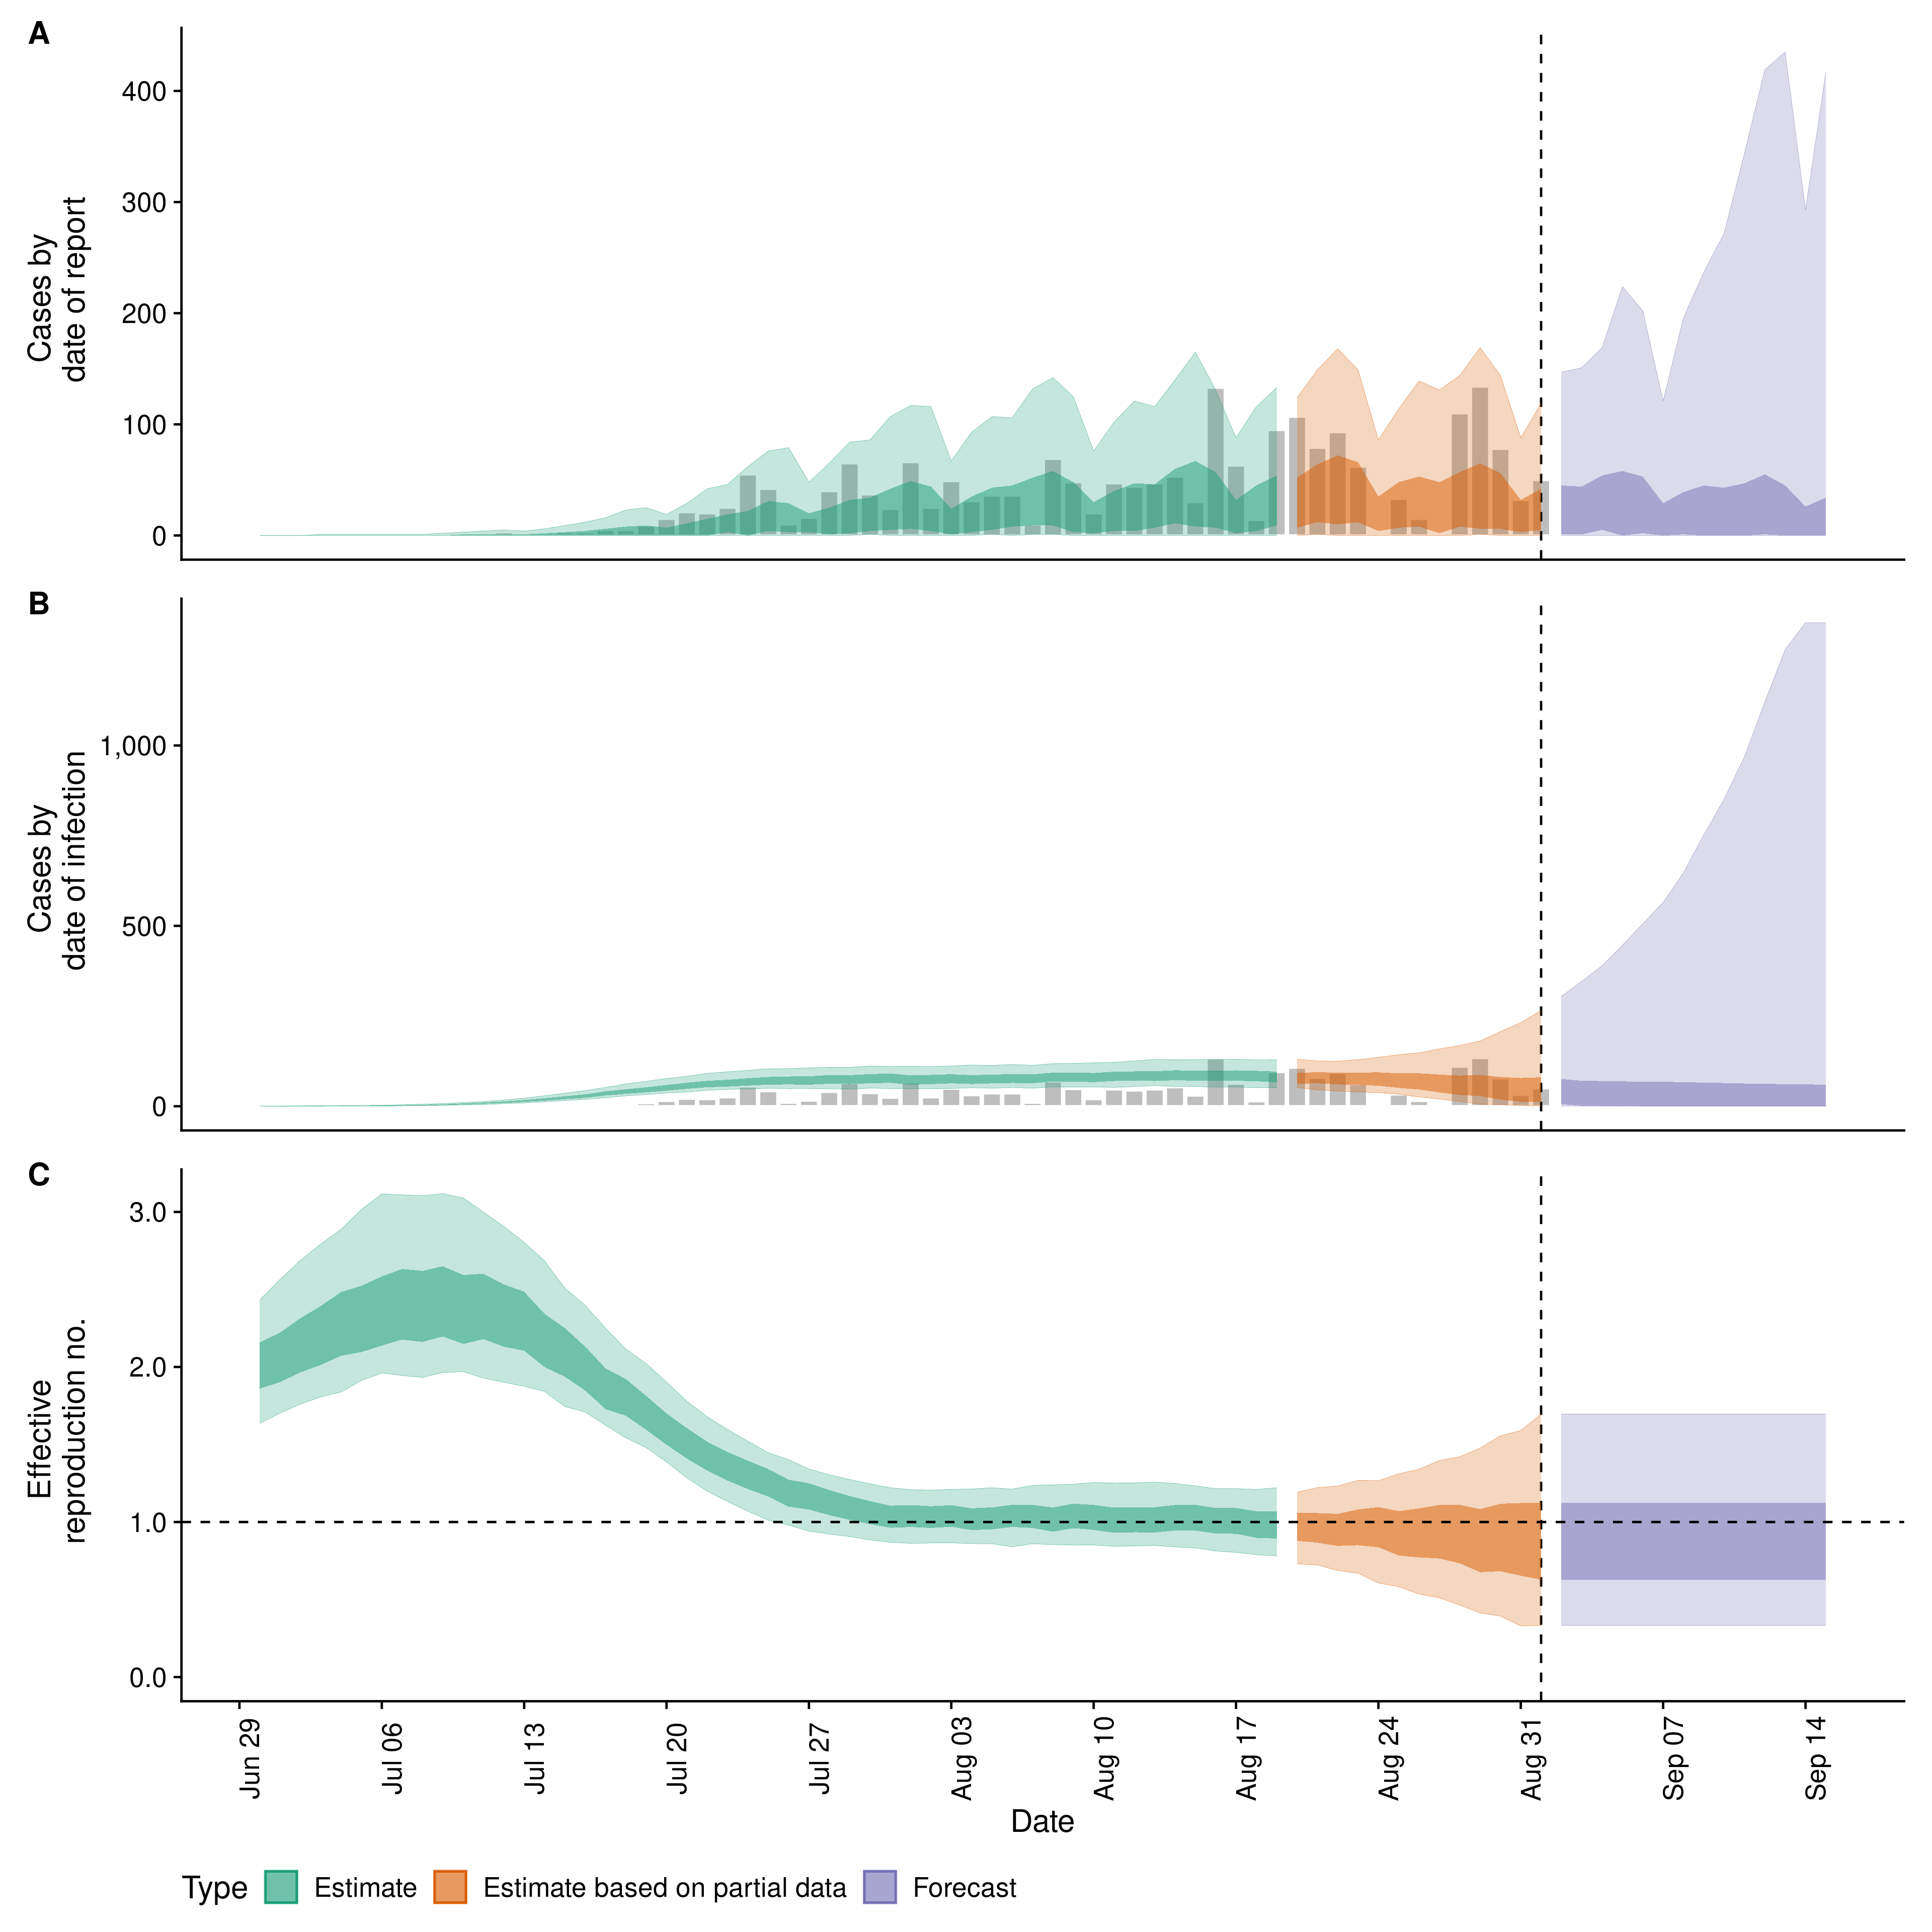 A
400
300
200
100
0
Cases by
date of report
B
1,000
500
0
Cases by
date of infection
C
3.0
2.0
1.0
0.0
Effective
reproduction no.
Jun 29
Jul 06
Jul 13
Jul 20
Jul 27
Aug 03
Aug 10
Aug 17
Aug 24
Aug 31
Sep 07
Sep 14
Date
Type Estimate Estimate based on partial data Forecast